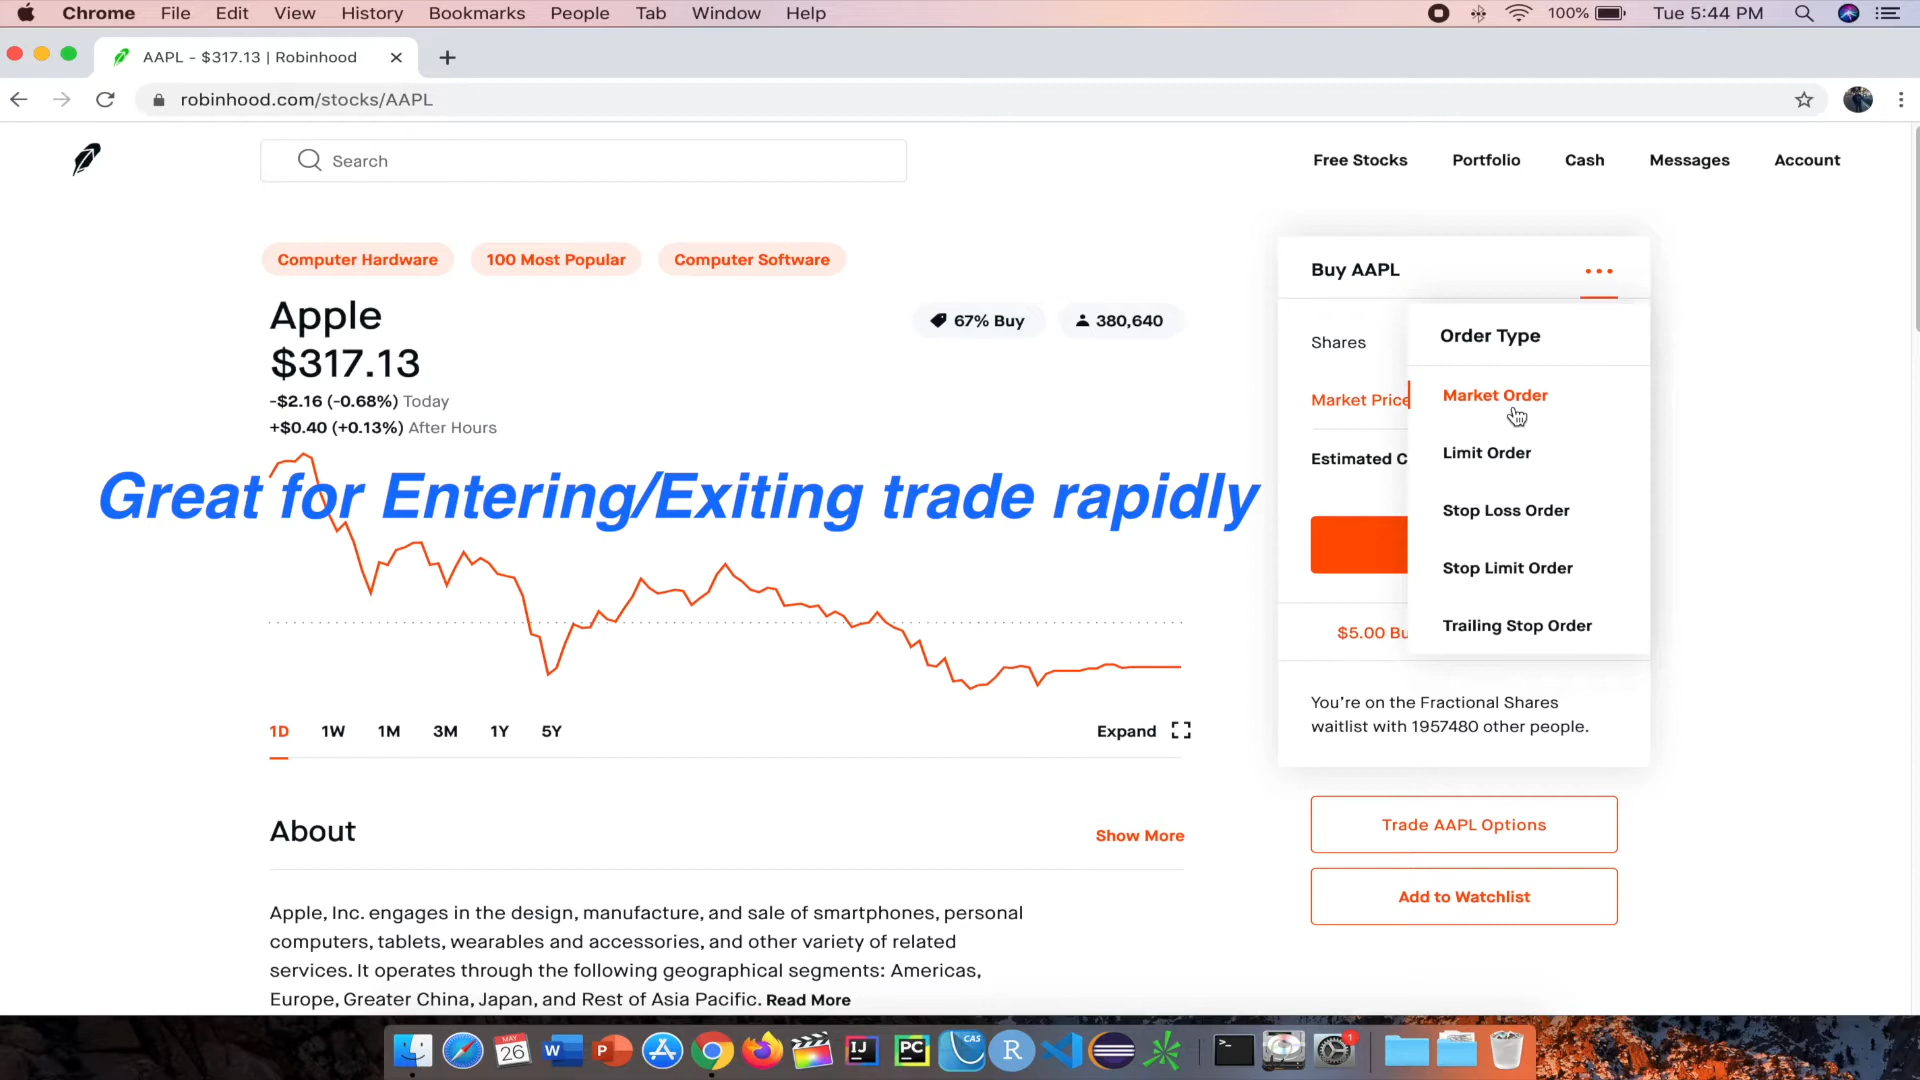 Chrome File Edit View History Bookmarks People Tab Window Help 100% Tue 5:44 PM
AAPL - $317.13 | Robinhood
robinhood.com/stocks/AAPL
Search
Free Stocks Portfolio Cash Messages Account
Computer Hardware 100 Most Popular Computer Software
Apple
$317.13
67% Buy 380,640
-$2.16 (-0.68%) Today
+$0.40 (+0.13%) After Hours
Great for Entering/Exiting trade rapidly
1D 1W 1M 3M 1Y 5Y Expand
About Show More
Apple, Inc. engages in the design, manufacture, and sale of smartphones, personal
computers, tablets, wearables and accessories, and other variety of related
services. It operates through the following geographical segments: Americas,
Europe, Greater China, Japan, and Rest of Asia Pacific. Read More
Buy AAPL
Shares
Market Price
Estimated C
$5.00 Bu
Order Type
Market Order
Limit Order
Stop Loss Order
Stop Limit Order
Trailing Stop Order
You're on the Fractional Shares
waitlist with 1957480 other people.
Trade AAPL Options
Add to Watchlist
MAY
26
W
P
IJ
PC
CAS
R
>_
1